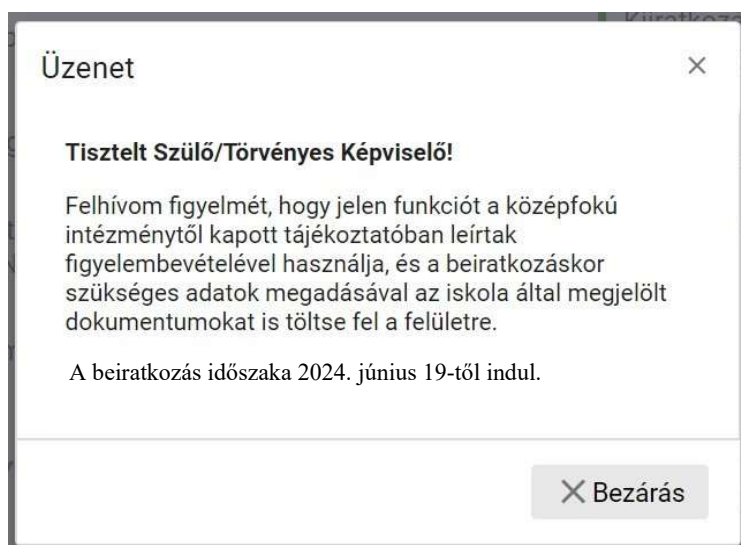 Kiiratkozá
Üzenet
Tisztelt Szülő/Törvényes Képviselő!
Felhívom figyelmét, hogy jelen funkciót a középfokú
intézménytől kapott tájékoztatóban leírtak
figyelembevételével használja, és a beiratkozáskor
szükséges adatok megadásával az iskola által megjelölt
dokumentumokat is töltse fel a felületre.
A beiratkozás időszaka 2024. június 19-től indul.
Bezárás